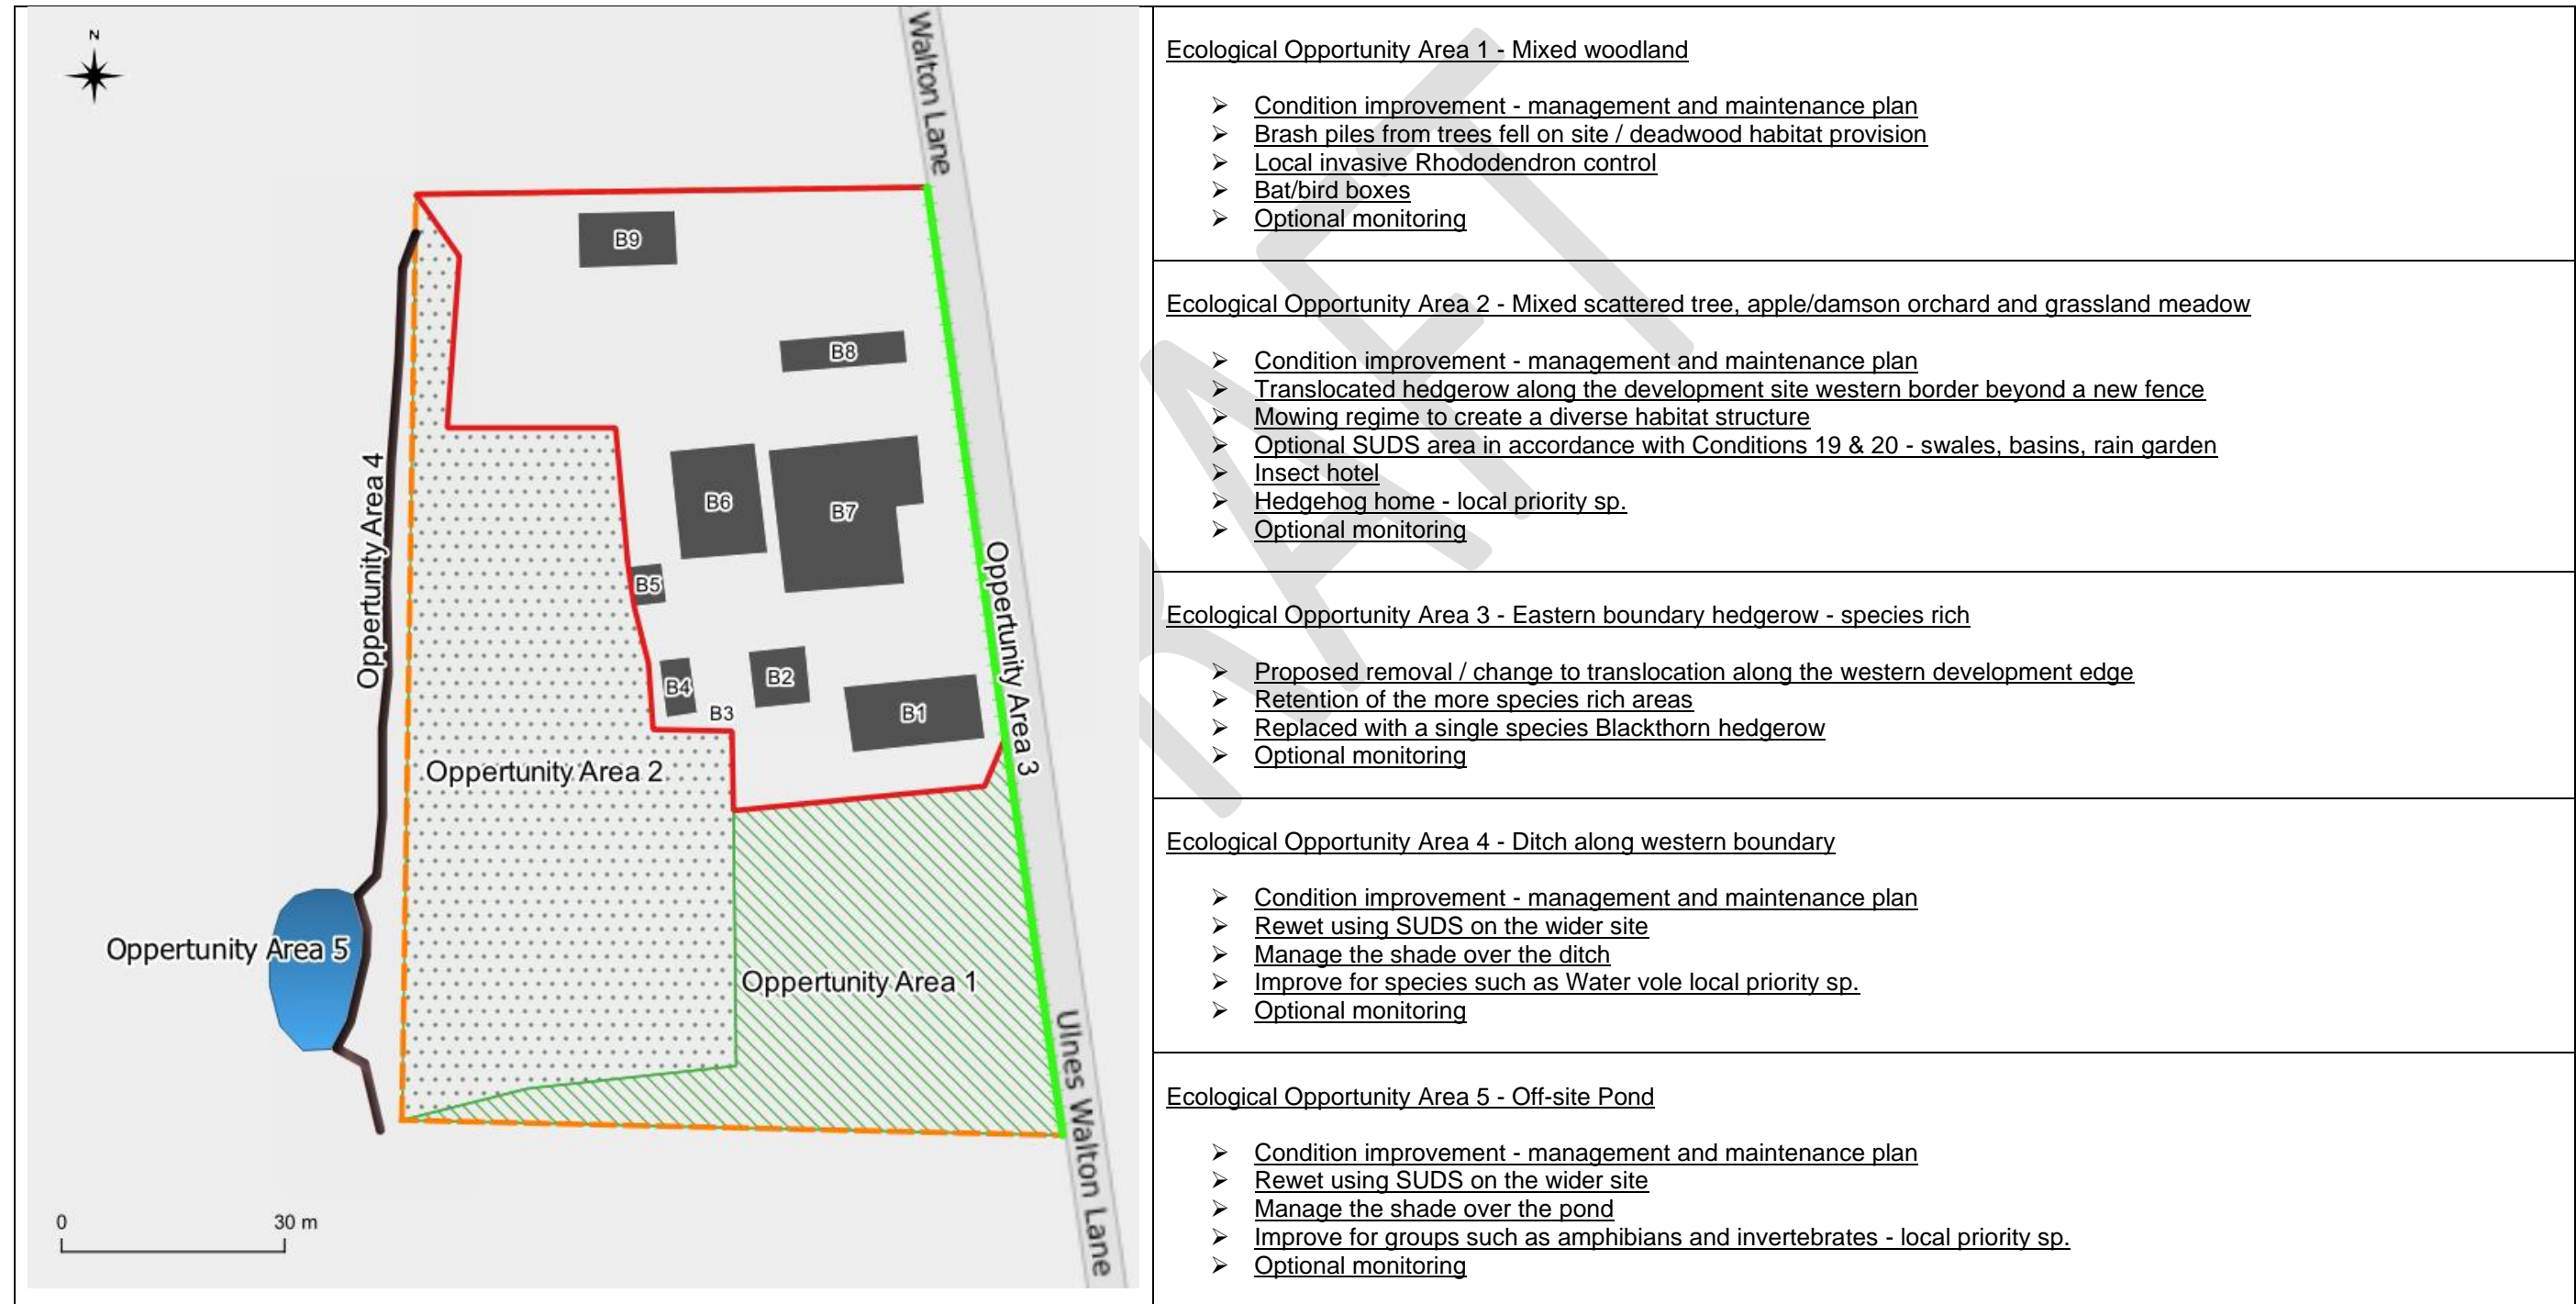 N
Walton Lane
B9
B8
B6
B7
B5
B4
B2
B3
B1
Oppertunity Area 4
Oppertunity Area 3
Oppertunity Area 2
Oppertunity Area 5
Oppertunity Area 1
Ulnes Walton Lane
0 30 m
Ecological Opportunity Area 1 - Mixed woodland
➢ Condition improvement - management and maintenance plan
➢ Brash piles from trees fell on site / deadwood habitat provision
➢ Local invasive Rhododendron control
➢ Bat/bird boxes
➢ Optional monitoring
Ecological Opportunity Area 2 - Mixed scattered tree, apple/damson orchard and grassland meadow
➢ Condition improvement - management and maintenance plan
➢ Translocated hedgerow along the development site western border beyond a new fence
➢ Mowing regime to create a diverse habitat structure
➢ Optional SUDS area in accordance with Conditions 19 & 20 - swales, basins, rain garden
➢ Insect hotel
➢ Hedgehog home - local priority sp.
➢ Optional monitoring
Ecological Opportunity Area 3 - Eastern boundary hedgerow - species rich
➢ Proposed removal / change to translocation along the western development edge
➢ Retention of the more species rich areas
➢ Replaced with a single species Blackthorn hedgerow
➢ Optional monitoring
Ecological Opportunity Area 4 - Ditch along western boundary
➢ Condition improvement - management and maintenance plan
➢ Rewet using SUDS on the wider site
➢ Manage the shade over the ditch
➢ Improve for species such as Water vole local priority sp.
➢ Optional monitoring
Ecological Opportunity Area 5 - Off-site Pond
➢ Condition improvement - management and maintenance plan
➢ Rewet using SUDS on the wider site
➢ Manage the shade over the pond
➢ Improve for groups such as amphibians and invertebrates - local priority sp.
➢ Optional monitoring
RAFT